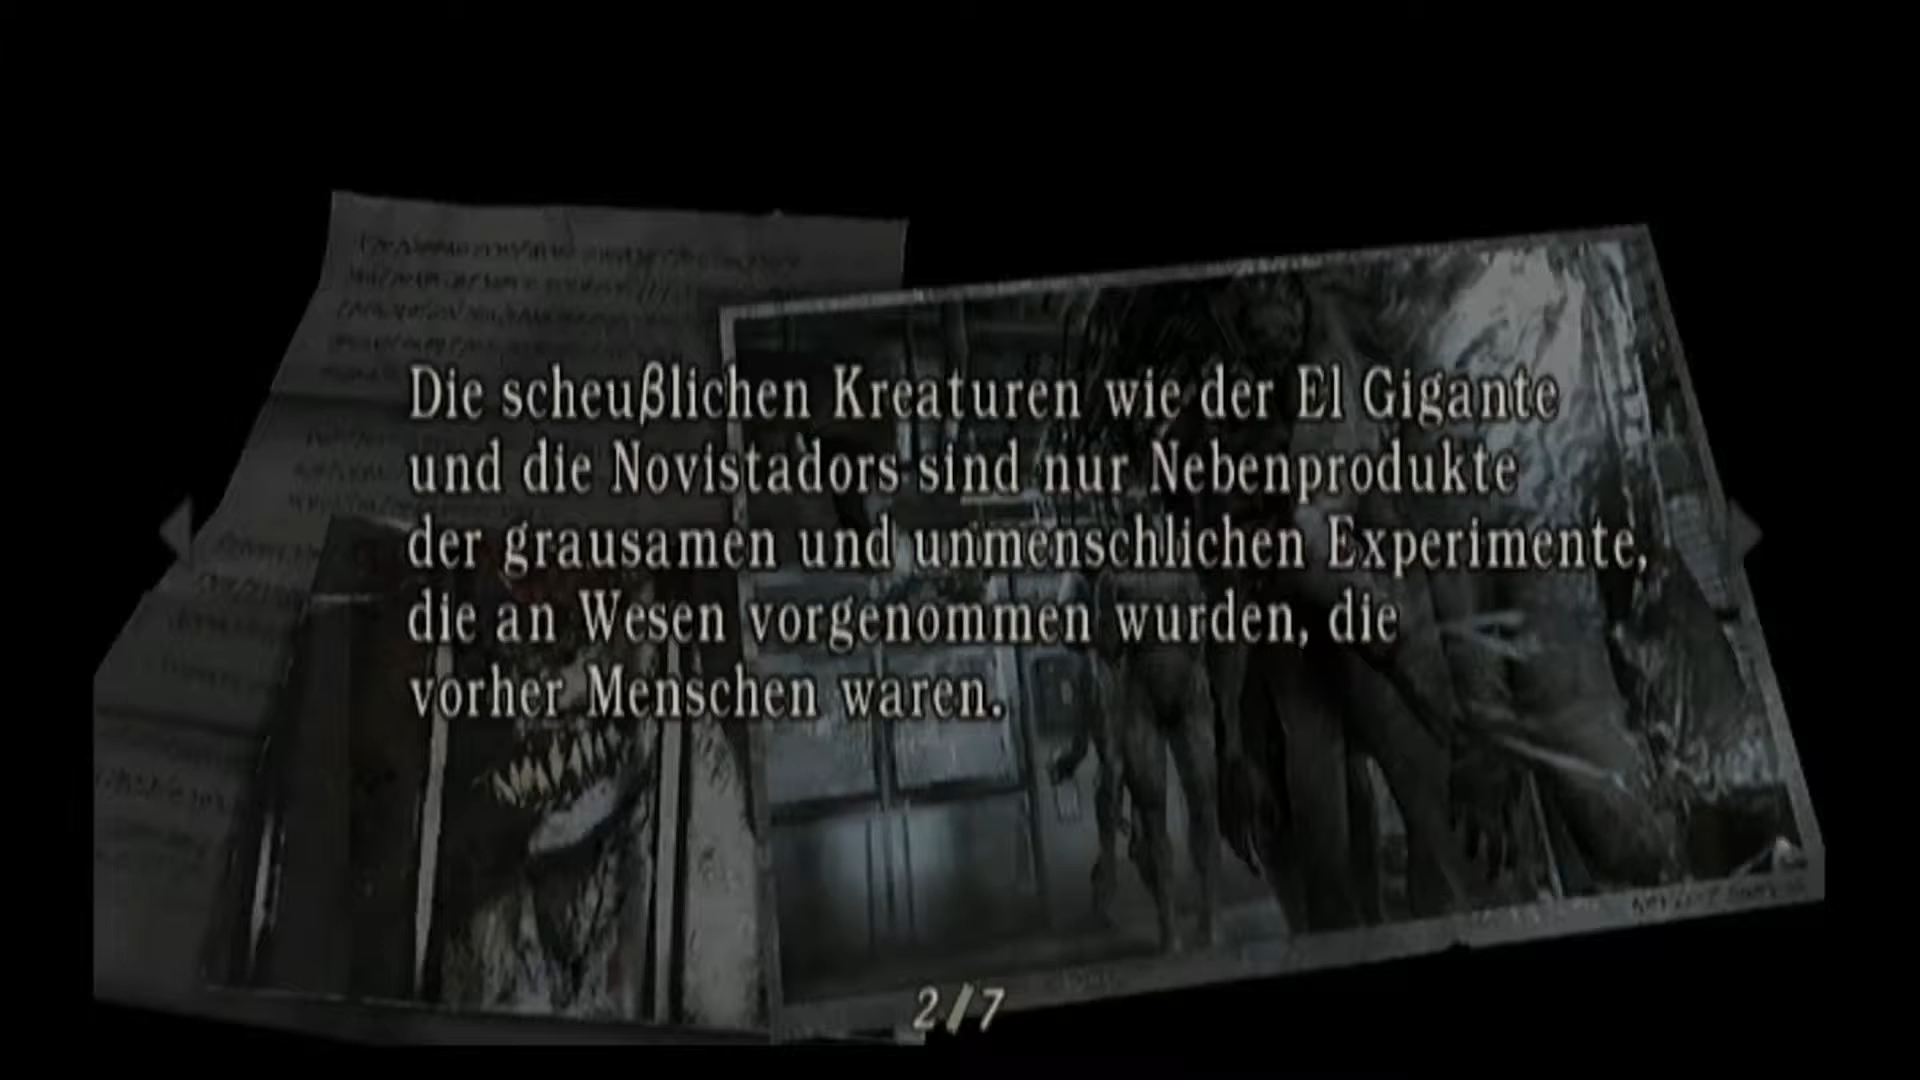 Die scheußlichen Kreaturen wie der El Gigante
und die Novistadors sind nur Nebenprodukte
der grausamen und unmenschlichen Experimente,
die an Wesen vorgenommen wurden, die
vorher Menschen waren.
2/7